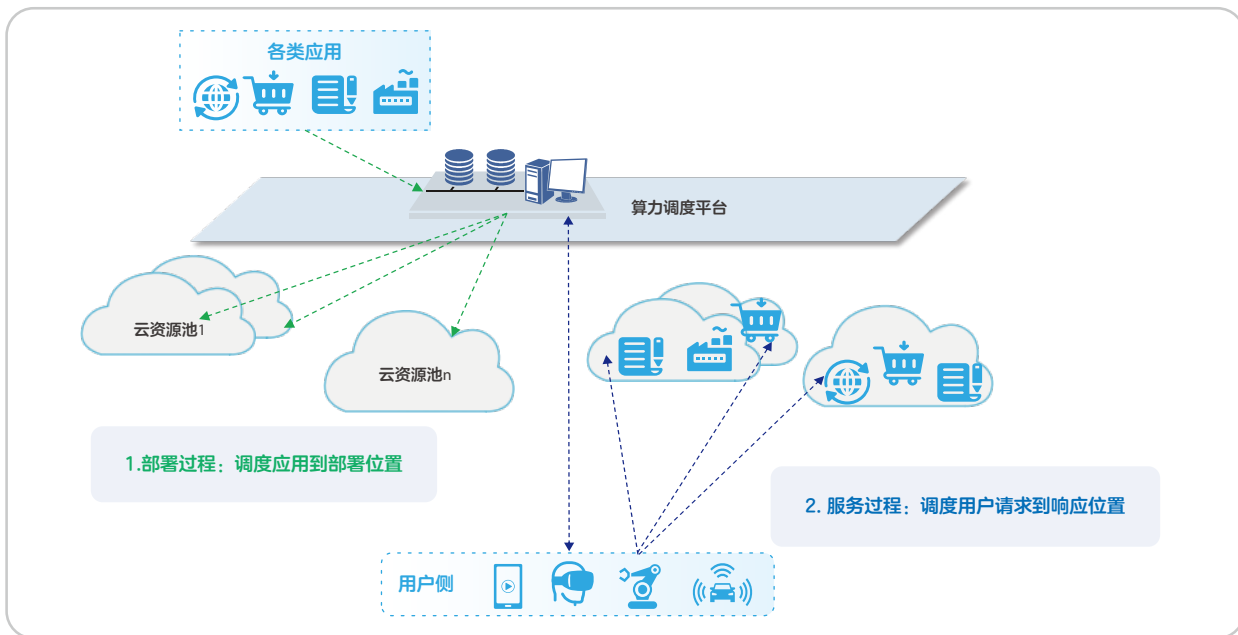 各类应用
算力调度平台
云资源池1
云资源池n
1.部署过程：调度应用到部署位置
2. 服务过程：调度用户请求到响应位置
用户侧